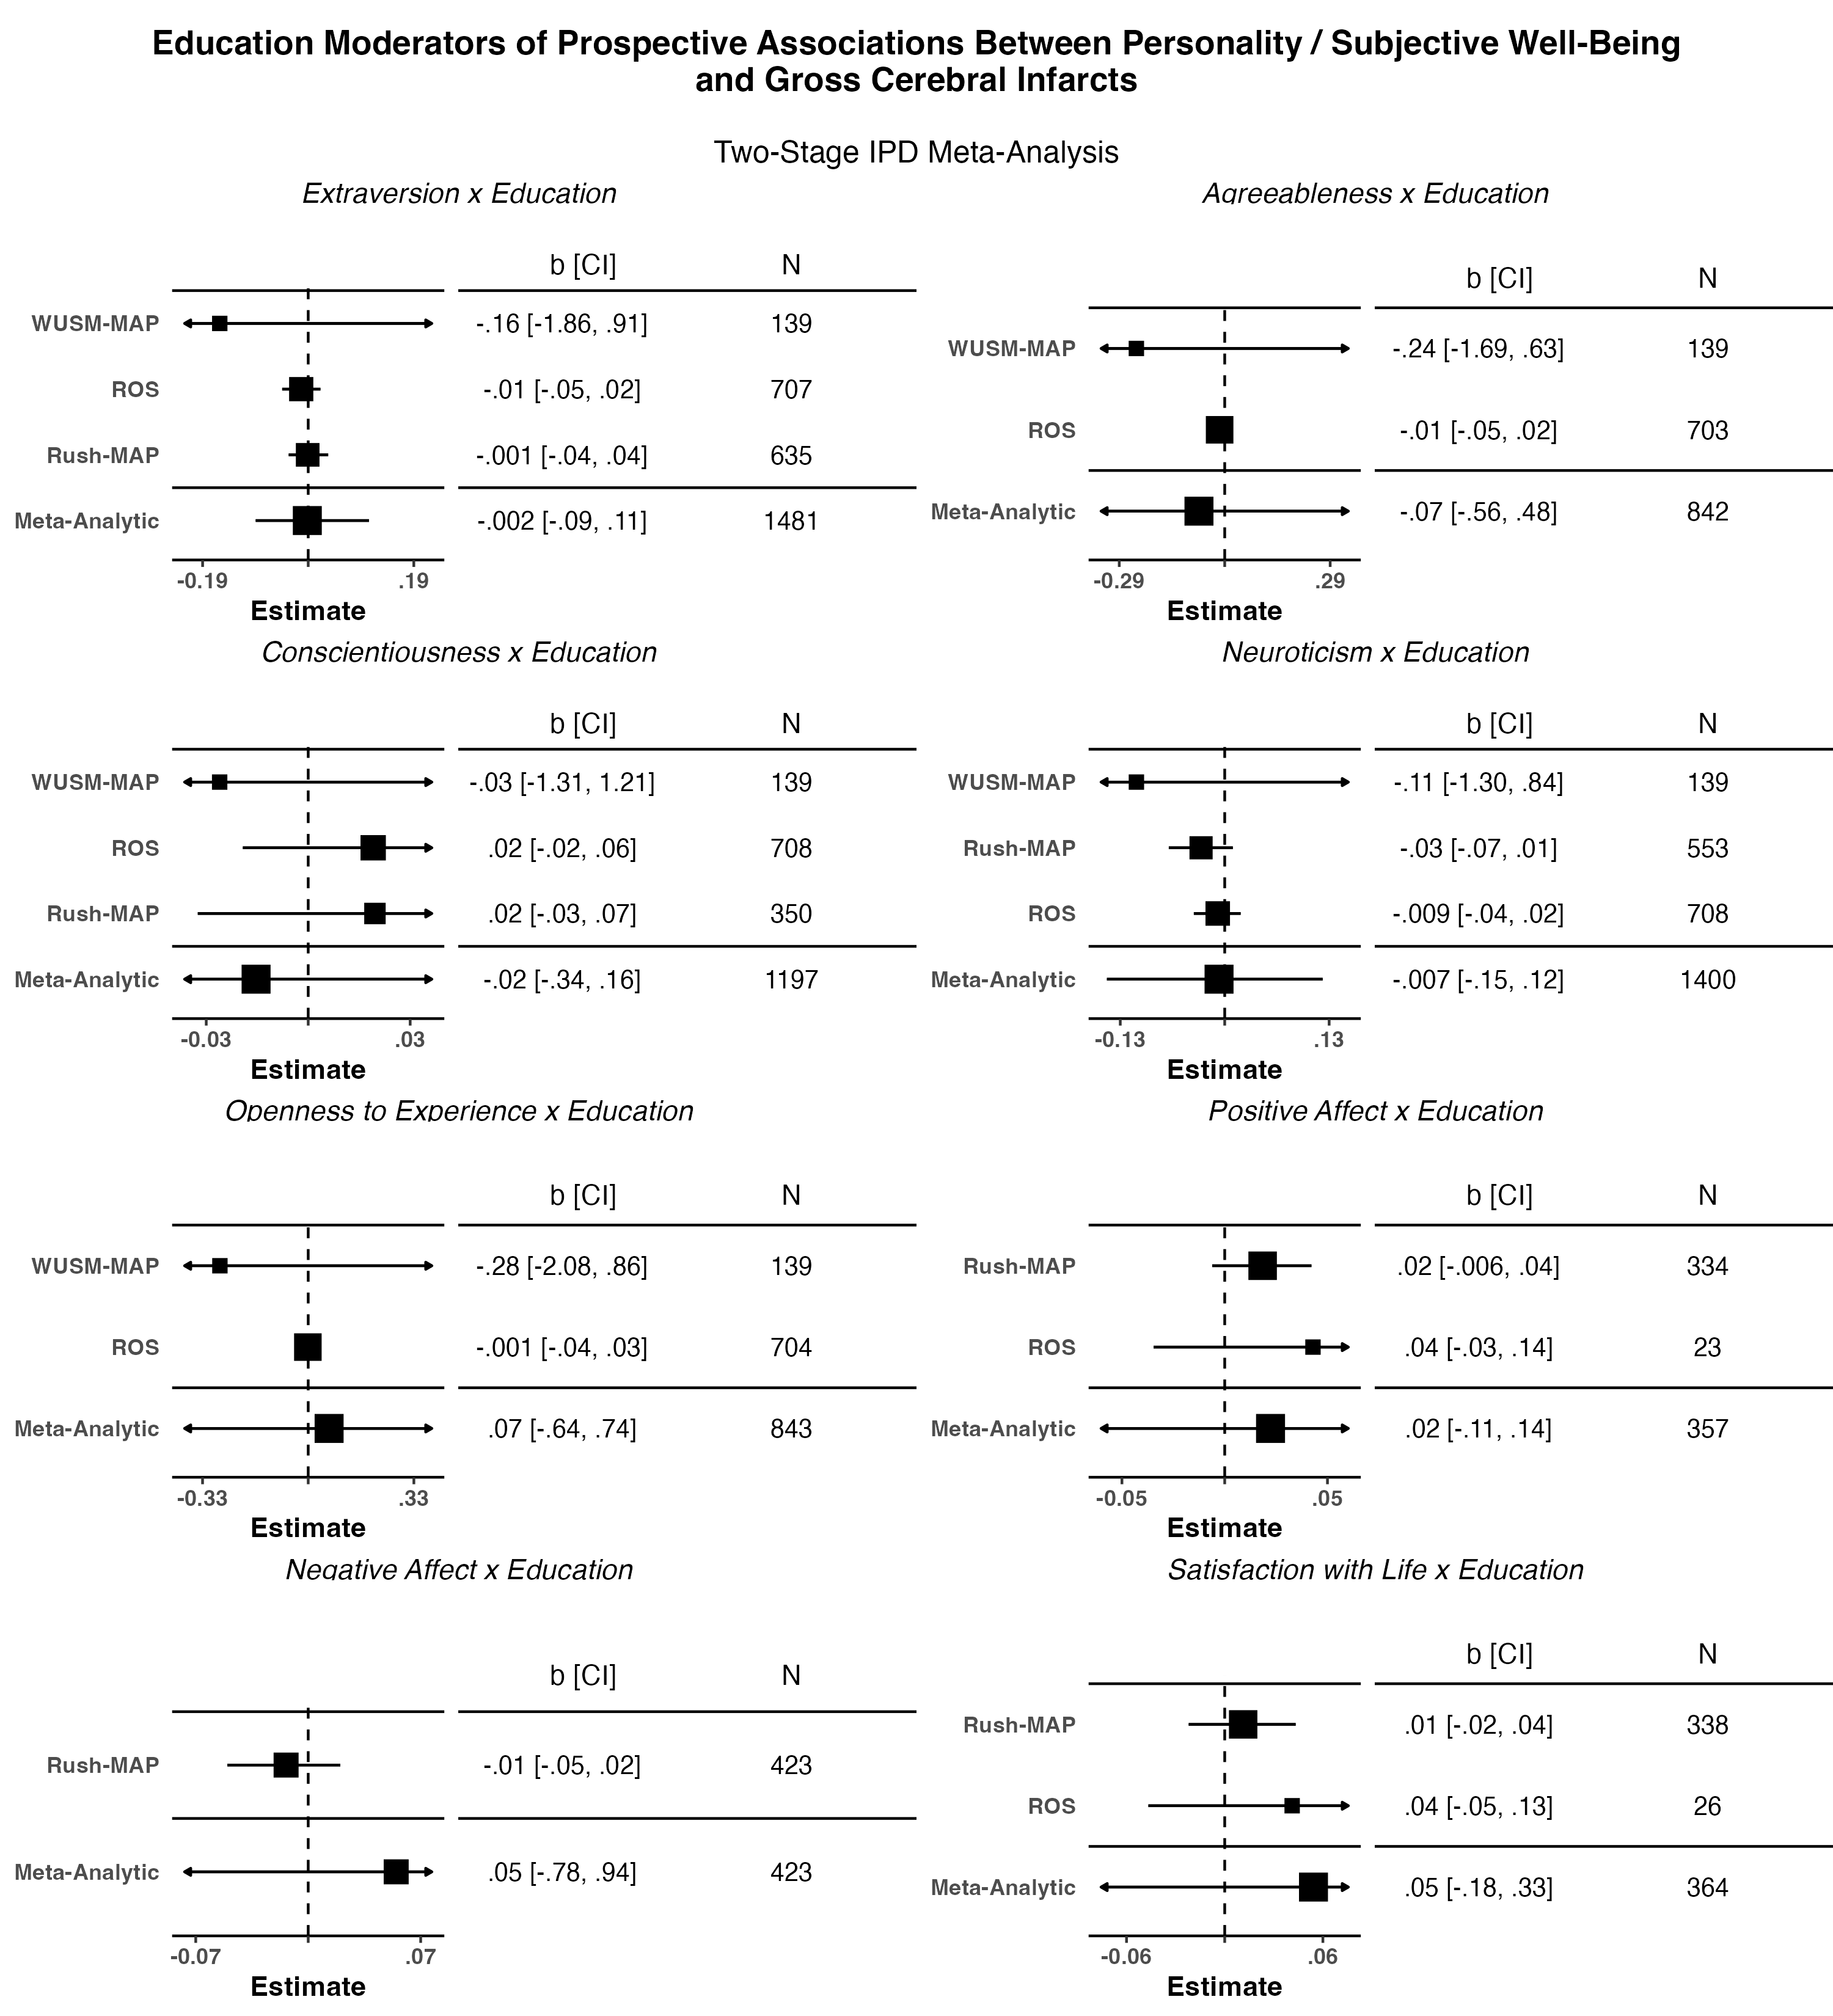 Education Moderators of Prospective Associations Between Personality / Subjective Well-Being
and Gross Cerebral Infarcts
Two-Stage IPD Meta-Analysis
Extraversion x Education
b [CI] N
WUSM-MAP -.16 [-1.86, .91] 139
ROS -.01 [-.05, .02] 707
Rush-MAP -.001 [-.04, .04] 635
Meta-Analytic -.002 [-.09, .11] 1481
-0.19 .19
Estimate
Agreeableness x Education
b [CI] N
WUSM-MAP -.24 [-1.69, .63] 139
ROS -.01 [-.05, .02] 703
Meta-Analytic -.07 [-.56, .48] 842
-0.29 .29
Estimate
Conscientiousness x Education
b [CI] N
WUSM-MAP -.03 [-1.31, 1.21] 139
ROS .02 [-.02, .06] 708
Rush-MAP .02 [-.03, .07] 350
Meta-Analytic -.02 [-.34, .16] 1197
-0.03 .03
Estimate
Neuroticism x Education
b [CI] N
WUSM-MAP -.11 [-1.30, .84] 139
Rush-MAP -.03 [-.07, .01] 553
ROS -.009 [-.04, .02] 708
Meta-Analytic -.007 [-.15, .12] 1400
-0.13 .13
Estimate
Openness to Experience x Education
b [CI] N
WUSM-MAP -.28 [-2.08, .86] 139
ROS -.001 [-.04, .03] 704
Meta-Analytic .07 [-.64, .74] 843
-0.33 .33
Estimate
Positive Affect x Education
b [CI] N
Rush-MAP .02 [-.006, .04] 334
ROS .04 [-.03, .14] 23
Meta-Analytic .02 [-.11, .14] 357
-0.05 .05
Estimate
Negative Affect x Education
b [CI] N
Rush-MAP -.01 [-.05, .02] 423
Meta-Analytic .05 [-.78, .94] 423
-0.07 .07
Estimate
Satisfaction with Life x Education
b [CI] N
Rush-MAP .01 [-.02, .04] 338
ROS .04 [-.05, .13] 26
Meta-Analytic .05 [-.18, .33] 364
-0.06 .06
Estimate